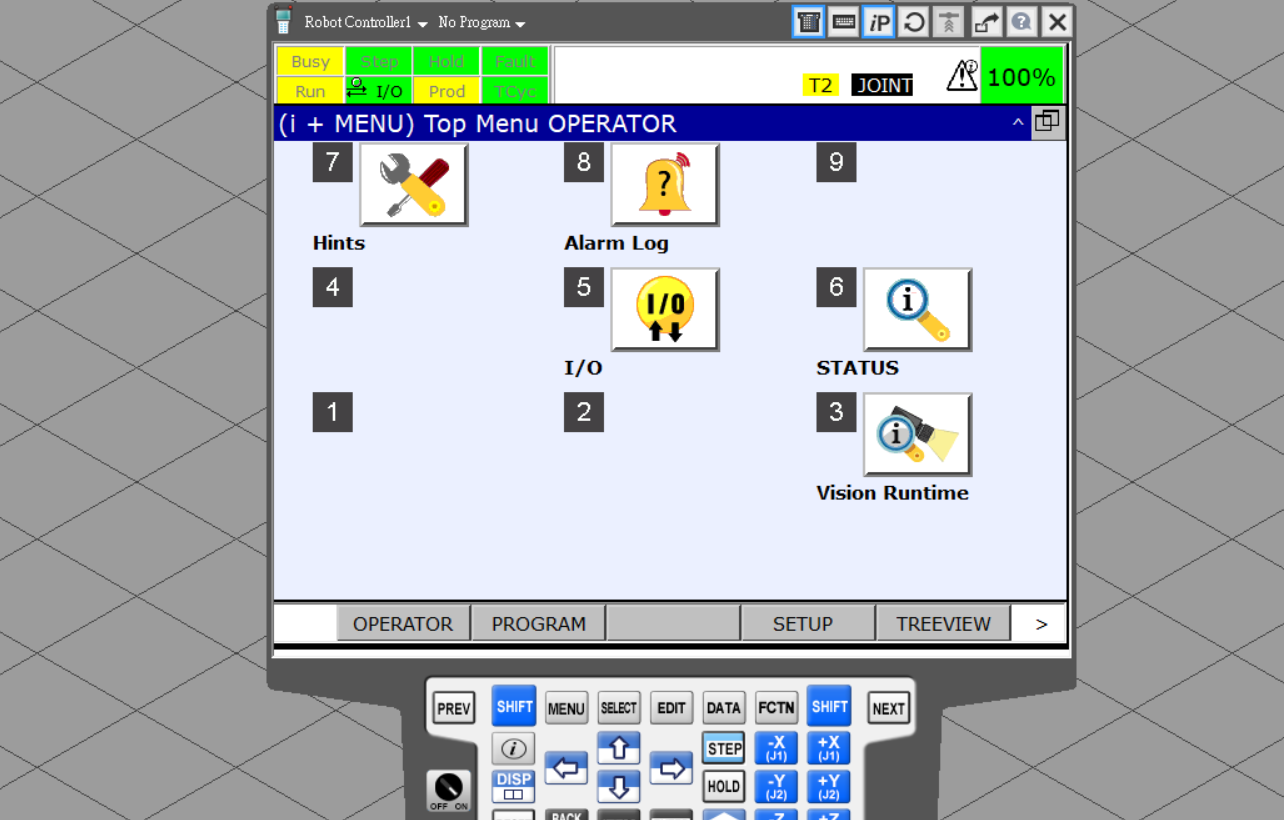 Robot Controller1 No Program
iP
Busy Step Hold Fault
Run I/O Prod TCyc
T2 JOINT 100%
(i + MENU) Top Menu OPERATOR
7 8 ? 9
Hints Alarm Log
4 5 I/O 6 i
I/O STATUS
1 2 3 i
Vision Runtime
OPERATOR PROGRAM SETUP TREEVIEW >
PREV SHIFT MENU SELECT EDIT DATA FCTN SHIFT NEXT
i STEP -X (J1) +X (J1)
DISP HOLD -Y (J2) +Y (J2)
OFF ON
BACK -Z +Z